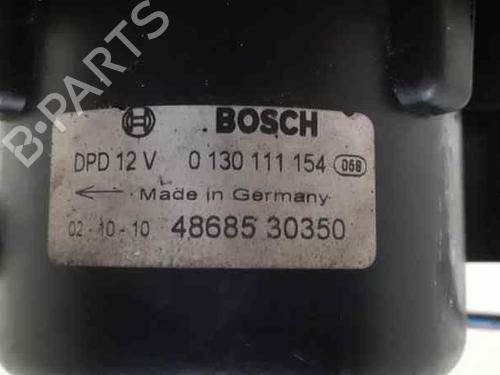 BOSCH
DPD 12 V 0 130 111 154 058
Made in Germany
02-10-10 48685 30350
B-PARTS